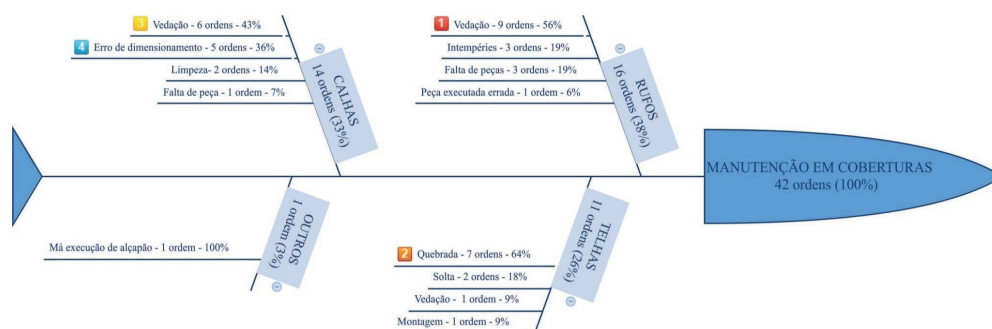 3 Vedação - 6 ordens - 43%
4 Erro de dimensionamento - 5 ordens - 36%
Limpeza- 2 ordens - 14%
Falta de peça - 1 ordem - 7%
CALHAS
14 ordens (33%)
1 Vedação - 9 ordens - 56%
Intempéries - 3 ordens - 19%
Falta de peças - 3 ordens - 19%
Peça executada errada - 1 ordem - 6%
RUFOS
16 ordens (38%)
MANUTENÇÃO EM COBERTURAS
42 ordens (100%)
Má execução de alçapão - 1 ordem - 100%
OUTROS
1 ordem (3%)
2 Quebrada - 7 ordens - 64%
Solta - 2 ordens - 18%
Vedação - 1 ordem - 9%
Montagem - 1 ordem - 9%
TELHAS
11 ordens (26%)